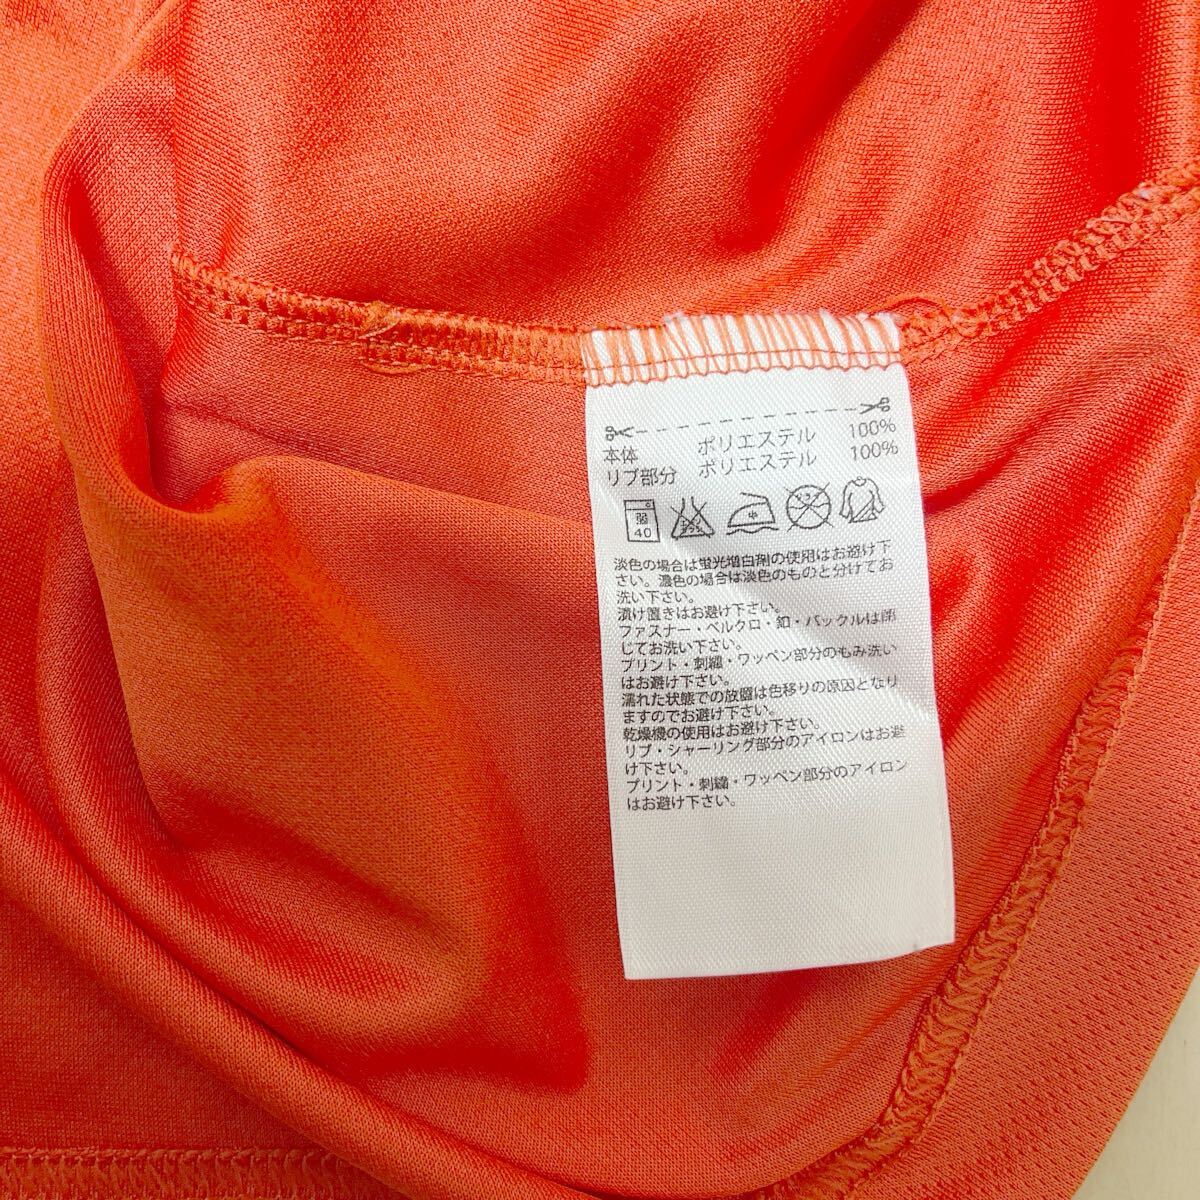 本体 ポリエステル 100%
リブ部分 ポリエステル 100%
弱 40 中
淡色の場合は蛍光増白剤の使用はお避け下
さい。濃色の場合は淡色のものと分けてお
洗い下さい。
漬け置きはお避け下さい。
ファスナー・ベルクロ・釦・バックルは閉
じてお洗い下さい。
プリント・刺繍・ワッペン部分のもみ洗い
はお避け下さい。
濡れた状態での放置は色移りの原因となり
ますのでお避け下さい。
乾燥機の使用はお避け下さい。
リブ・シャーリング部分のアイロンはお避
け下さい。
プリント・刺繍・ワッペン部分のアイロン
はお避け下さい。